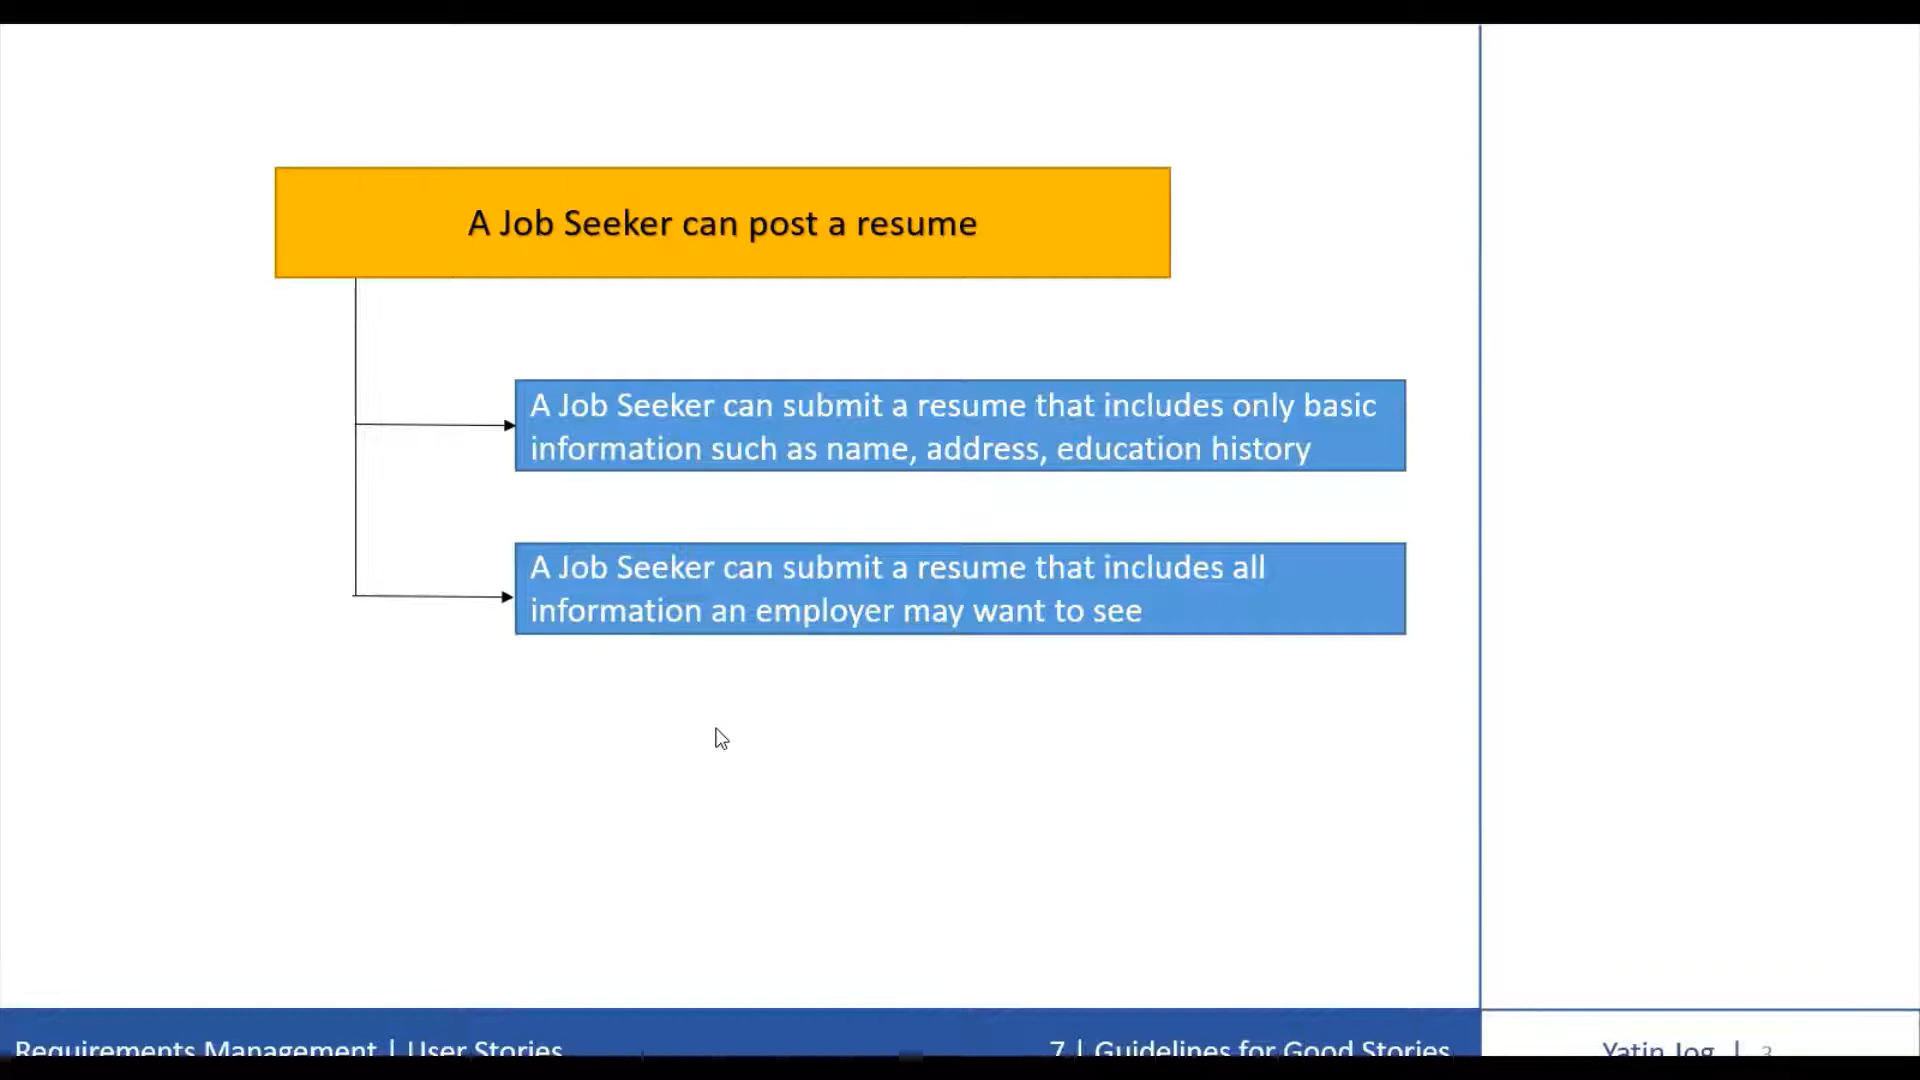 A Job Seeker can post a resume
A Job Seeker can submit a resume that includes only basic
information such as name, address, education history
A Job Seeker can submit a resume that includes all
information an employer may want to see
Requirements Management | User Stories
7 | Guidelines for Good Stories
Yatin Jog | 3